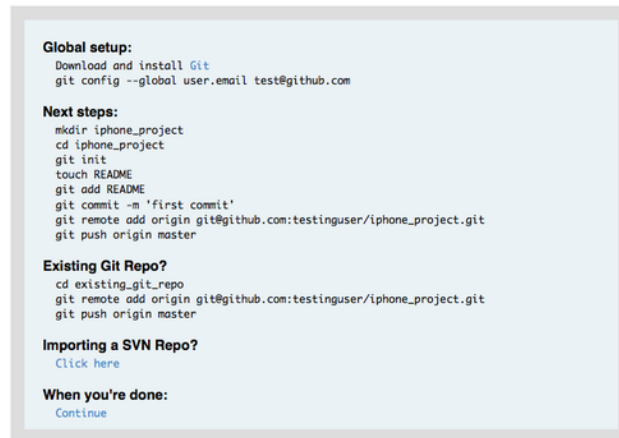 Global setup:
Download and install Git
git config --global user.email test@github.com
Next steps:
mkdir iphone_project
cd iphone_project
git init
touch README
git add README
git commit -m 'first commit'
git remote add origin git@github.com:testinguser/iphone_project.git
git push origin master
Existing Git Repo?
cd existing_git_repo
git remote add origin git@github.com:testinguser/iphone_project.git
git push origin master
Importing a SVN Repo?
Click here
When you're done:
Continue